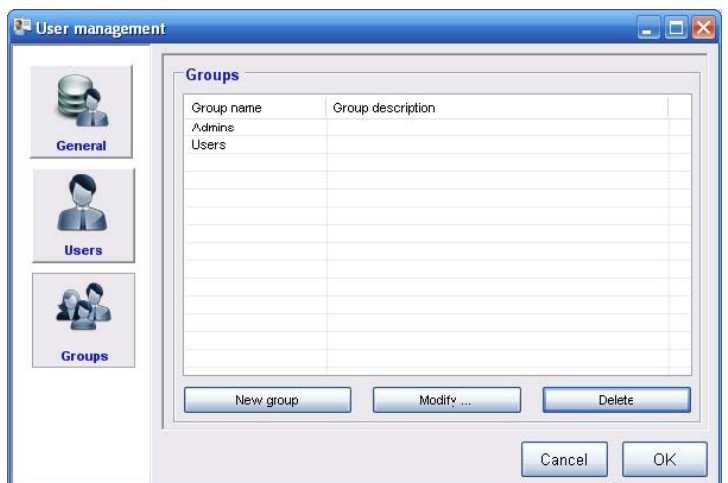 User management
General
Users
Groups
Groups
Group name Group description
Admins
Users
New group Modify ... Delete
Cancel OK